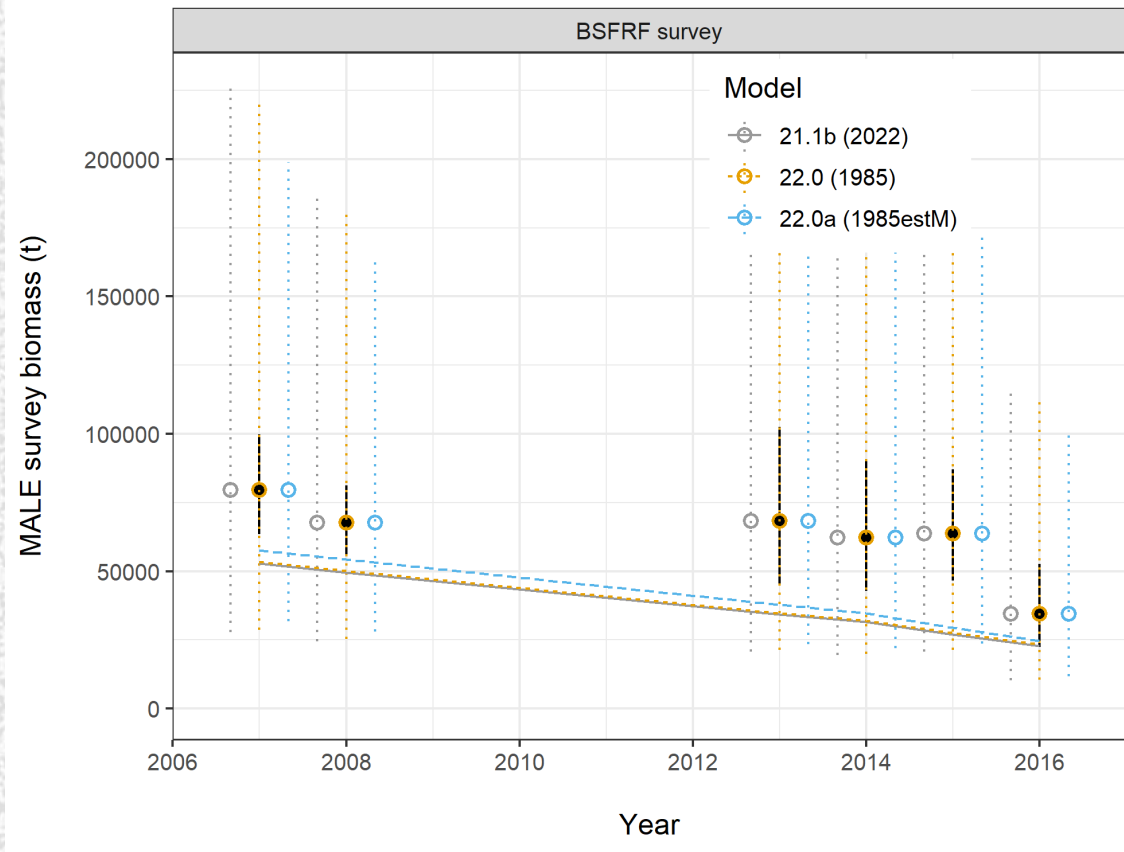 BSFRF survey
MALE survey biomass (t)
200000
150000
100000
50000
0
Model
21.1b (2022)
22.0 (1985)
22.0a (1985estM)
2006 2008 2010 2012 2014 2016
Year